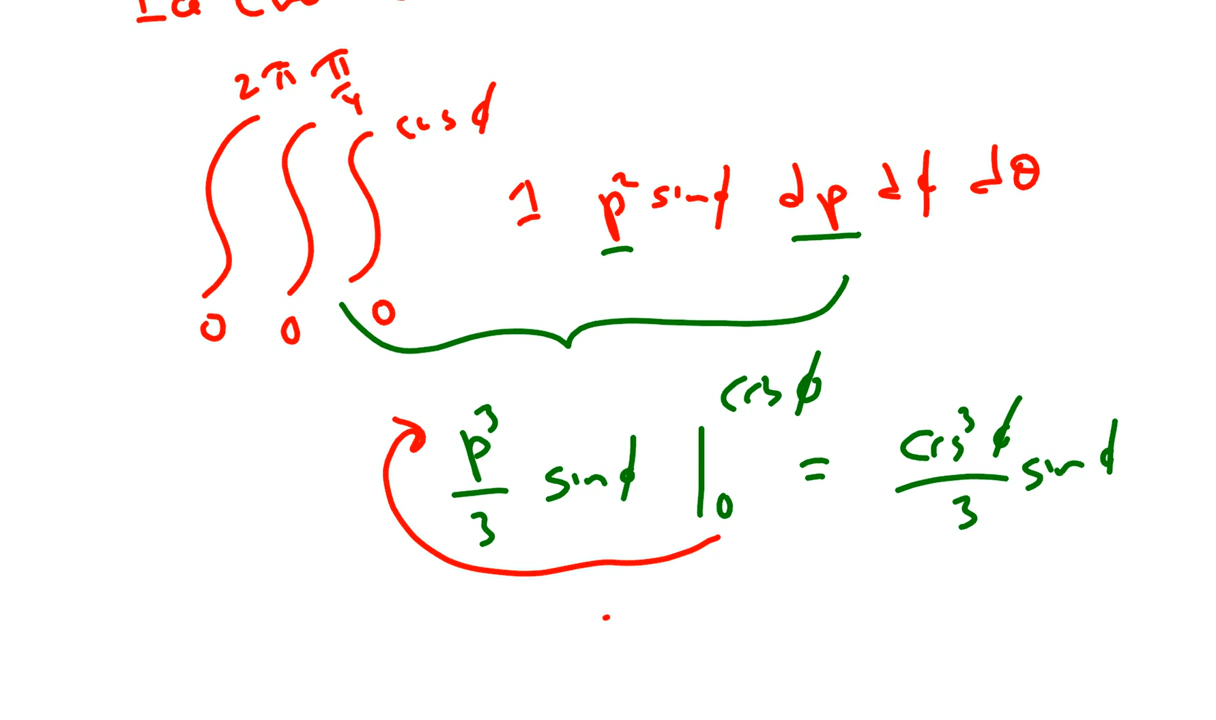 ∫₀^{2π} ∫₀^{π/4} ∫₀^{cos ϕ} 1 ρ² sin ϕ dρ dϕ dθ
ρ³/3 sin ϕ |₀^{cos ϕ} = cos³ ϕ/3 sin ϕ